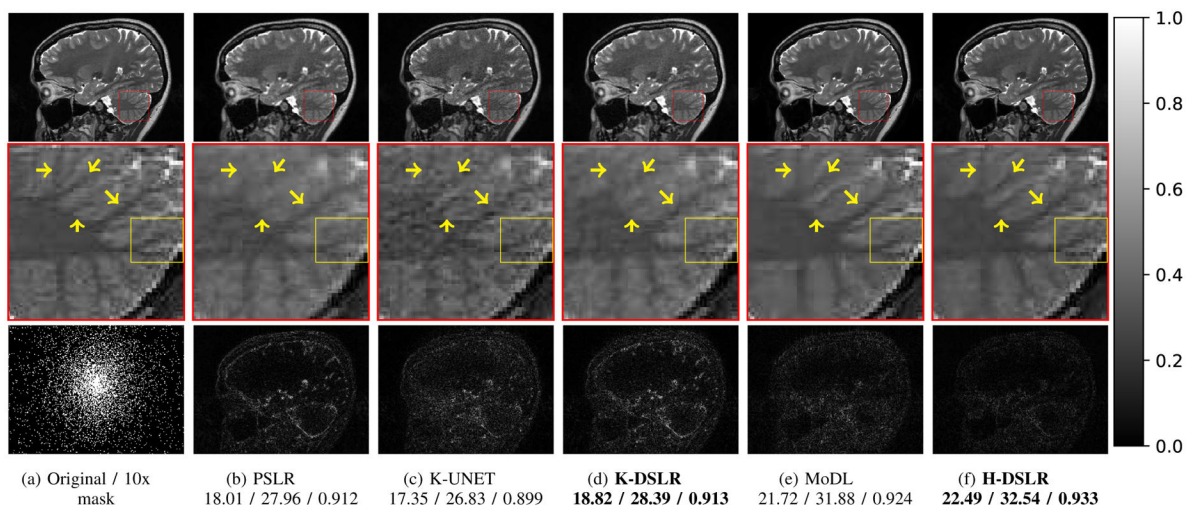 1.0
0.8
0.6
0.4
0.2
0.0
(a) Original / 10x
mask
(b) PSLR
18.01 / 27.96 / 0.912
(c) K-UNET
17.35 / 26.83 / 0.899
(d) K-DSLR
18.82 / 28.39 / 0.913
(e) MoDL
21.72 / 31.88 / 0.924
(f) H-DSLR
22.49 / 32.54 / 0.933